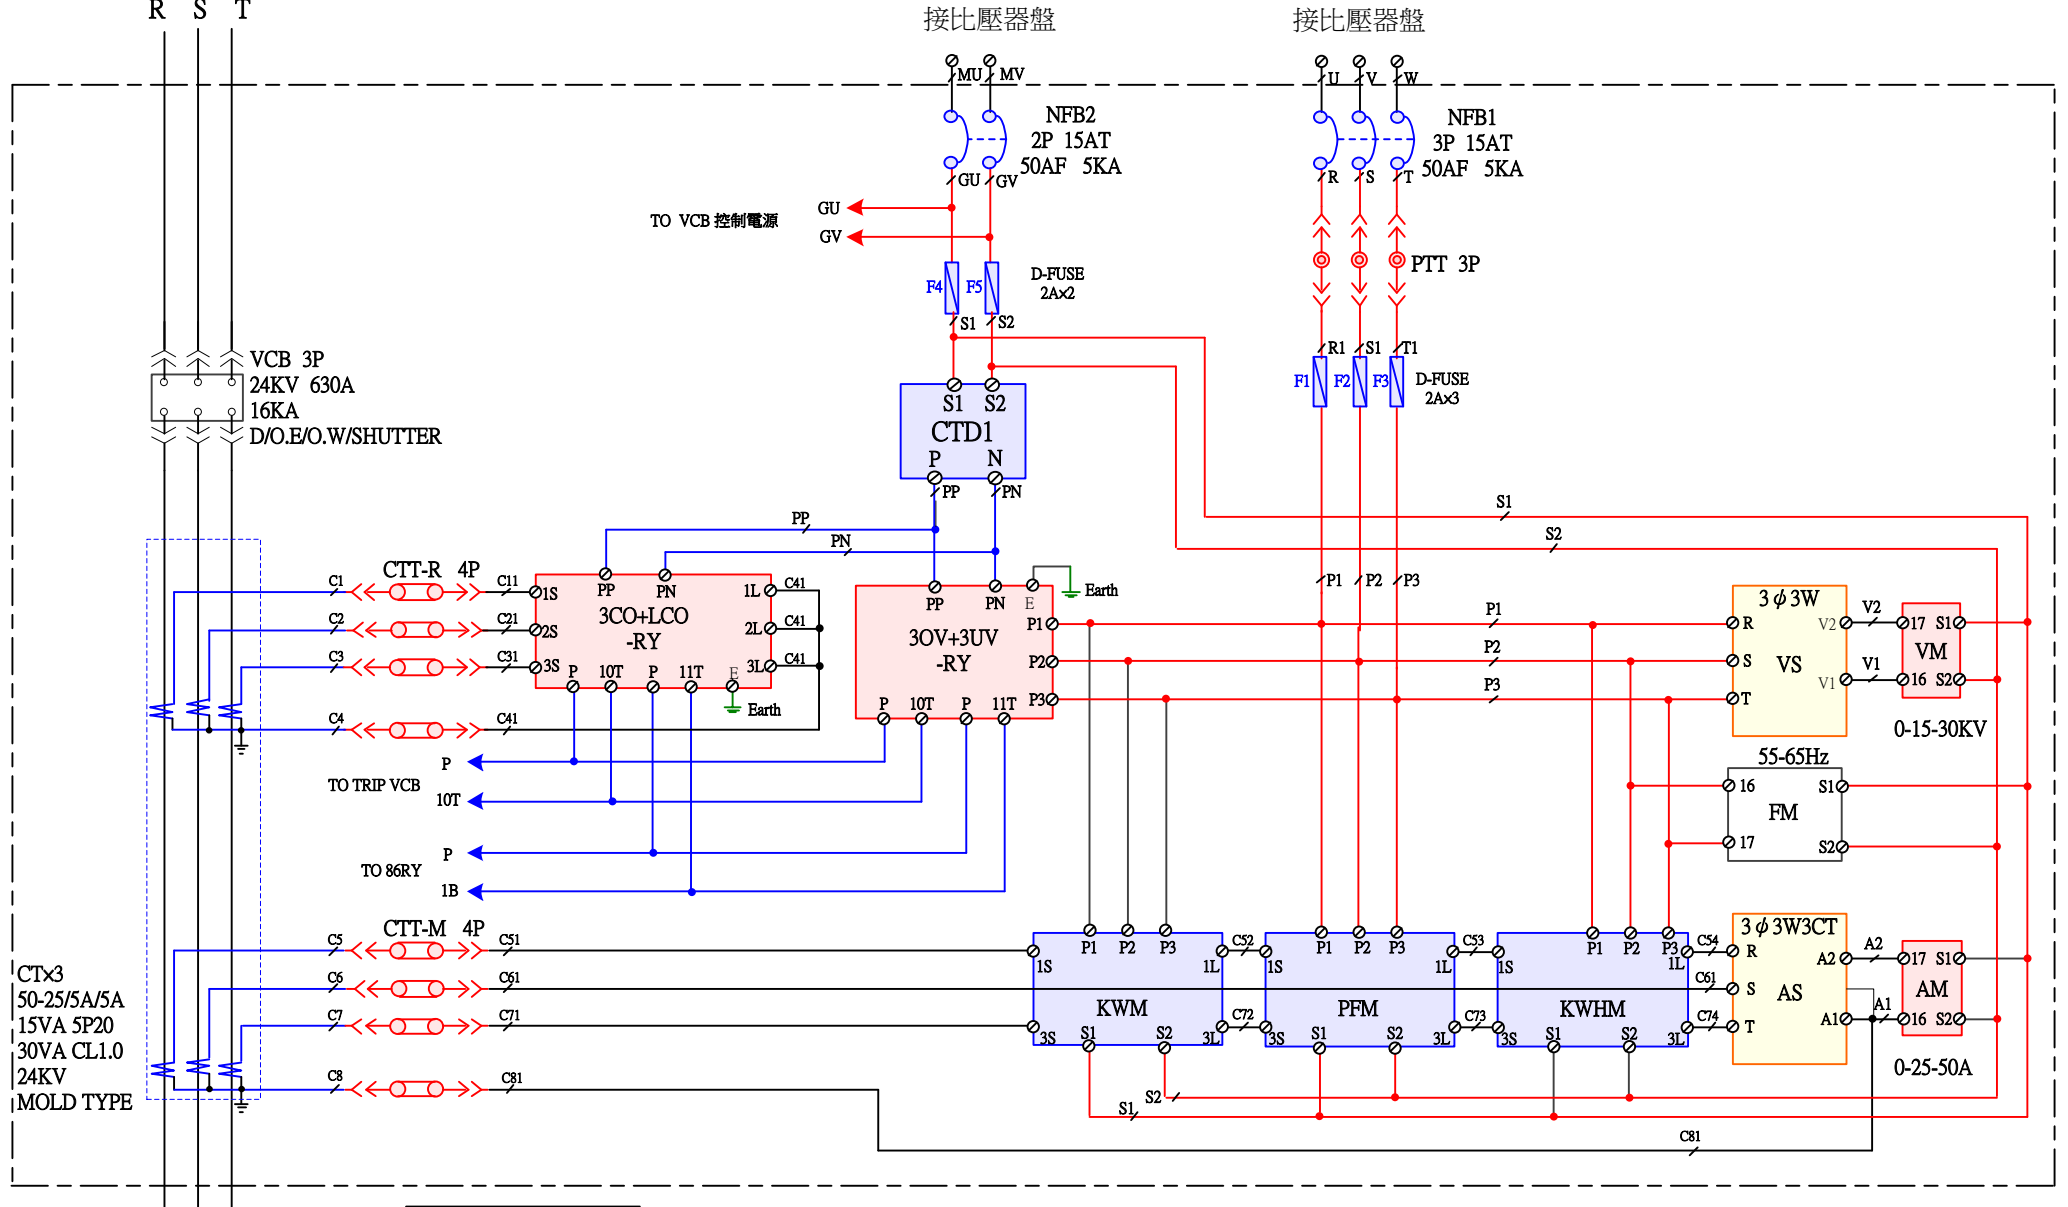 R S T
接比壓器盤
接比壓器盤
MU MV
U V W
NFB2
2P 15AT
50AF 5KA
NFB1
3P 15AT
50AF 5KA
GU GV
R S T
TO VCB 控制電源
GU
GV
PTT 3P
F4 F5
D-FUSE
2A×2
S1 S2
R1 S1 T1
F1 F2 F3
D-FUSE
2A×3
VCB 3P
24KV 630A
16KA
D/O.E/O.W/SHUTTER
S1 S2
CTD1
P N
PP PN
PP
PN
S1
S2
CTT-R 4P
C1 C11
C2 C21
C3 C31
C4 C41
1S PP PN 1L C41
3CO+LCO
-RY
2S 2L C41
3S 3L C41
P 10T P 11T E
Earth
PP PN E
Earth
3OV+3UV
-RY
P1
P2
P3
P 10T P 11T
P1 P2 P3
P1
P2
P3
3φ3W
R V2
S VS
T V1
V2
V1
17 S1
VM
16 S2
0-15-30KV
55-65Hz
16 S1
FM
17 S2
P
TO TRIP VCB
10T
P
TO 86RY
1B
CTT-M 4P
C5 C51
C6 C61
C7 C71
C8 C81
CT×3
50-25/5A/5A
15VA 5P20
30VA CL1.0
24KV
MOLD TYPE
P1 P2 P3
1S 1L
KWM
3S S1 S2 3L
C52
C72
P1 P2 P3
1S 1L
PFM
3S S1 S2 3L
C53
C73
P1 P2 P3
1S 1L
KWHM
3S S1 S2 3L
C54
C61
C74
3φ3W3CT
R A2
S AS
T A1
A2
A1
17 S1
AM
16 S2
0-25-50A
S2
S1
C81